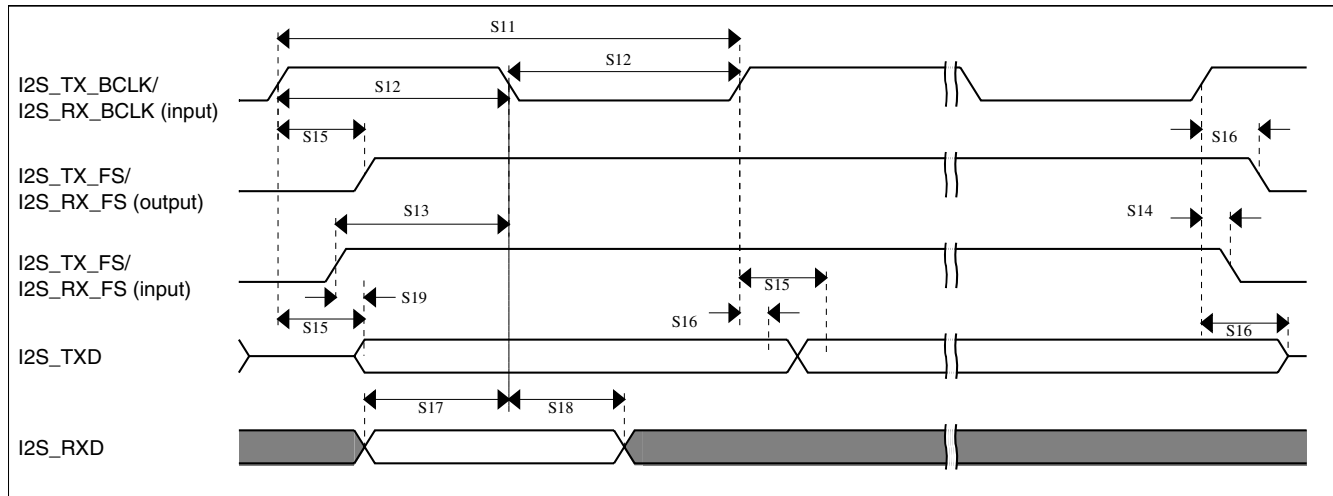 S11
S12
I2S_TX_BCLK/
I2S_RX_BCLK (input)
S12
S15
S16
I2S_TX_FS/
I2S_RX_FS (output)
S13
S14
I2S_TX_FS/
I2S_RX_FS (input)
S15
S19
S15
S16
S16
I2S_TXD
S17
S18
I2S_RXD